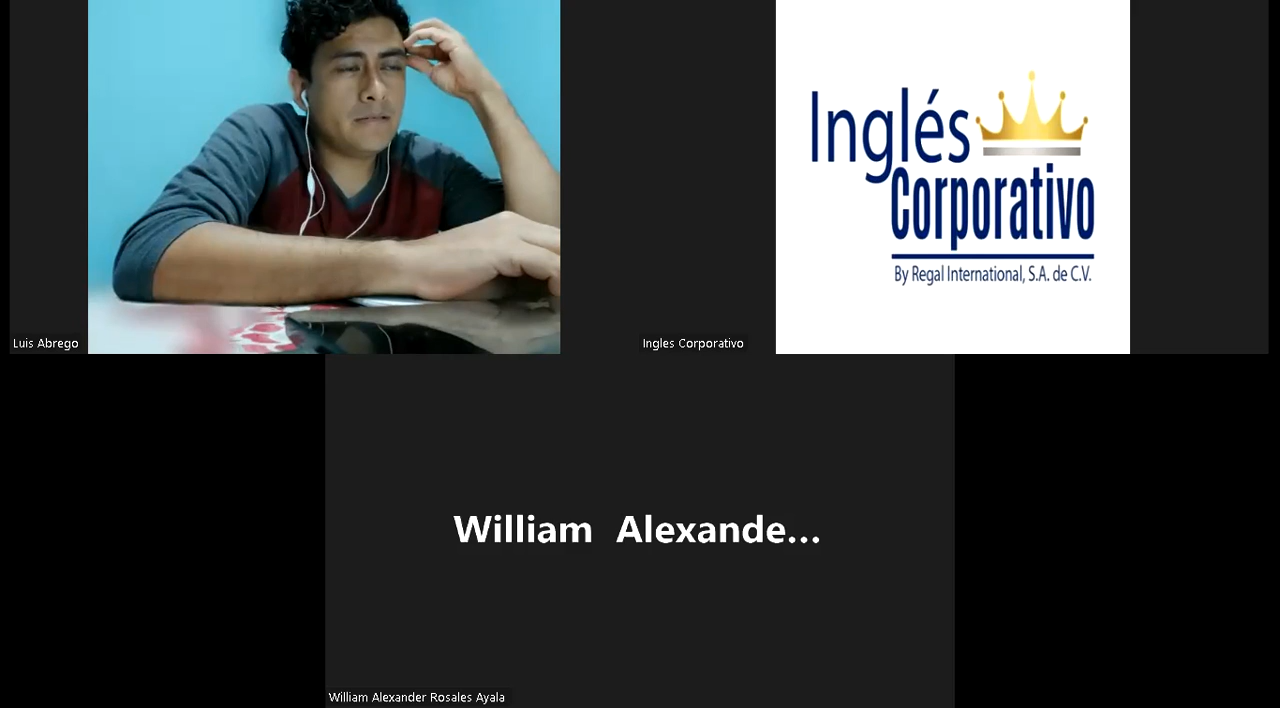 Inglés
Corporativo
By Regal International, S.A. de C.V.
Luis Abrego
Ingles Corporativo
William Alexande...
William Alexander Rosales Ayala